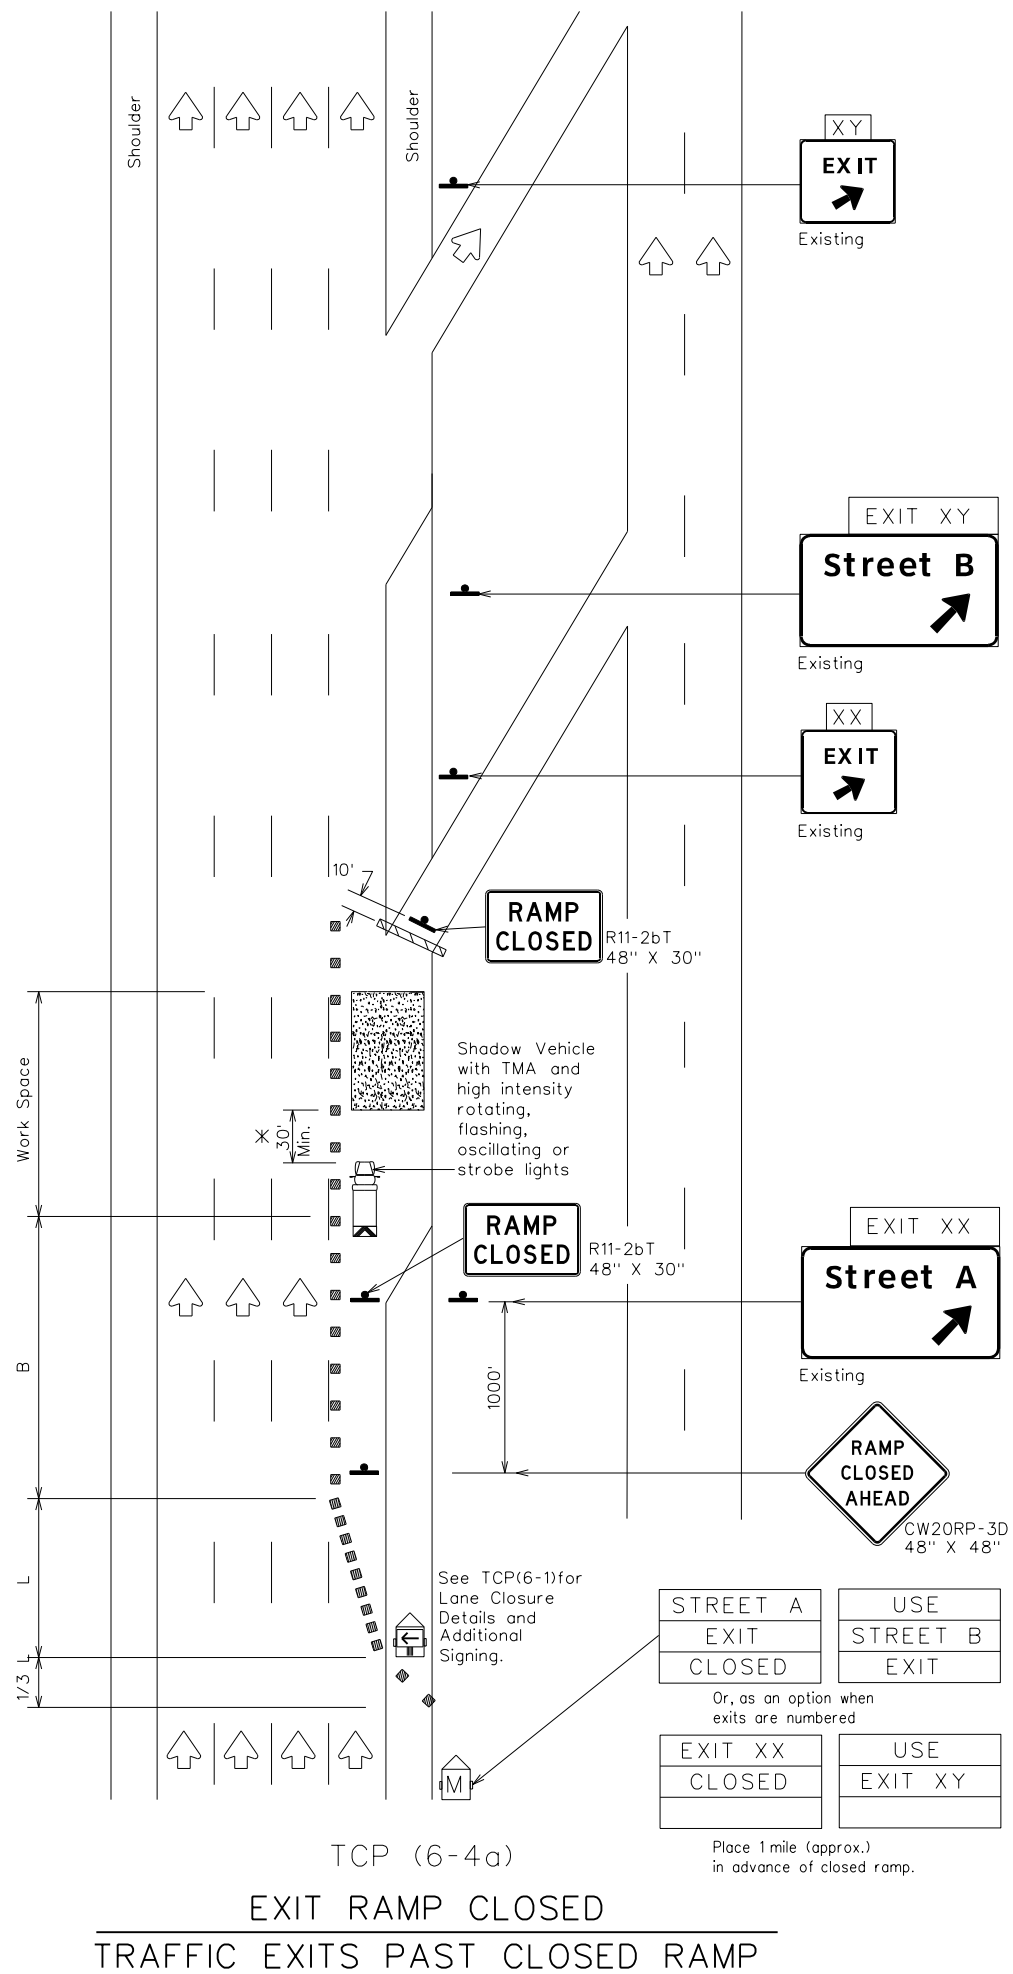 Shoulder
Shoulder
XY
EXIT
Existing
EXIT XY
Street B
Existing
XX
EXIT
Existing
10'
RAMP
CLOSED
R11-2bT
48" X 30"
Work Space
30'
Min.
Shadow Vehicle
with TMA and
high intensity
rotating,
flashing,
oscillating or
strobe lights
RAMP
CLOSED
R11-2bT
48" X 30"
EXIT XX
Street A
Existing
B
1000'
RAMP
CLOSED
AHEAD
CW20RP-3D
48" X 48"
L
See TCP(6-1)for
Lane Closure
Details and
Additional
Signing.
1/3 L
STREET A
EXIT
CLOSED
USE
STREET B
EXIT
Or, as an option when
exits are numbered
EXIT XX
CLOSED
USE
EXIT XY
M
Place 1 mile (approx.)
in advance of closed ramp.
TCP (6-4a)
EXIT RAMP CLOSED
TRAFFIC EXITS PAST CLOSED RAMP